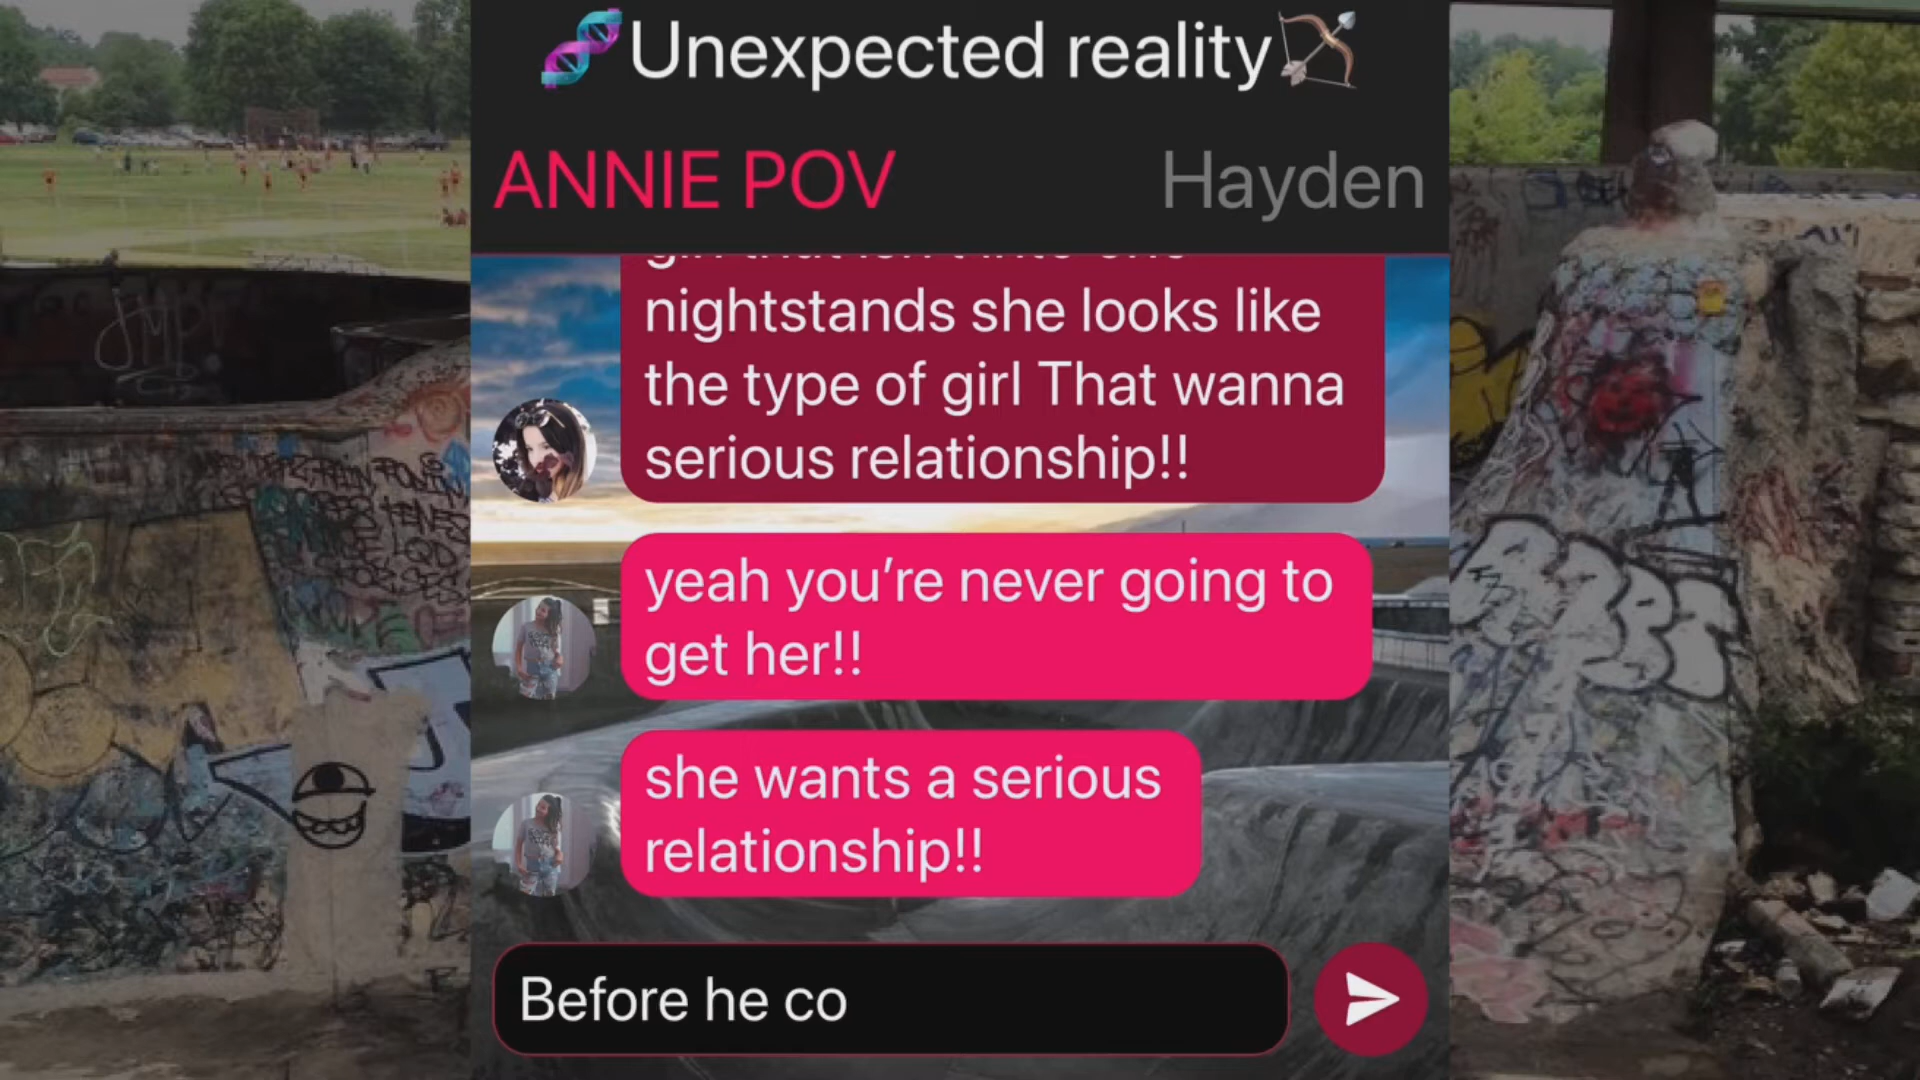 Unexpected reality
ANNIE POV
Hayden
nightstands she looks like
the type of girl That wanna
serious relationship!!
yeah you're never going to
get her!!
she wants a serious
relationship!!
Before he co